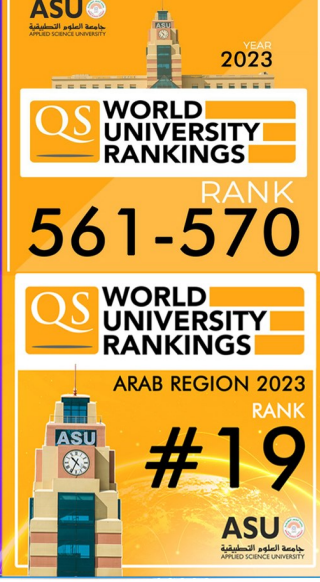 ASU
جامعة العلوم التطبيقية
APPLIED SCIENCE UNIVERSITY
ASU
YEAR
2023
QS WORLD
UNIVERSITY
RANKINGS
RANK
561-570
QS WORLD
UNIVERSITY
RANKINGS
ARAB REGION 2023
RANK
#19
ASU
ASU
جامعة العلوم التطبيقية
APPLIED SCIENCE UNIVERSITY